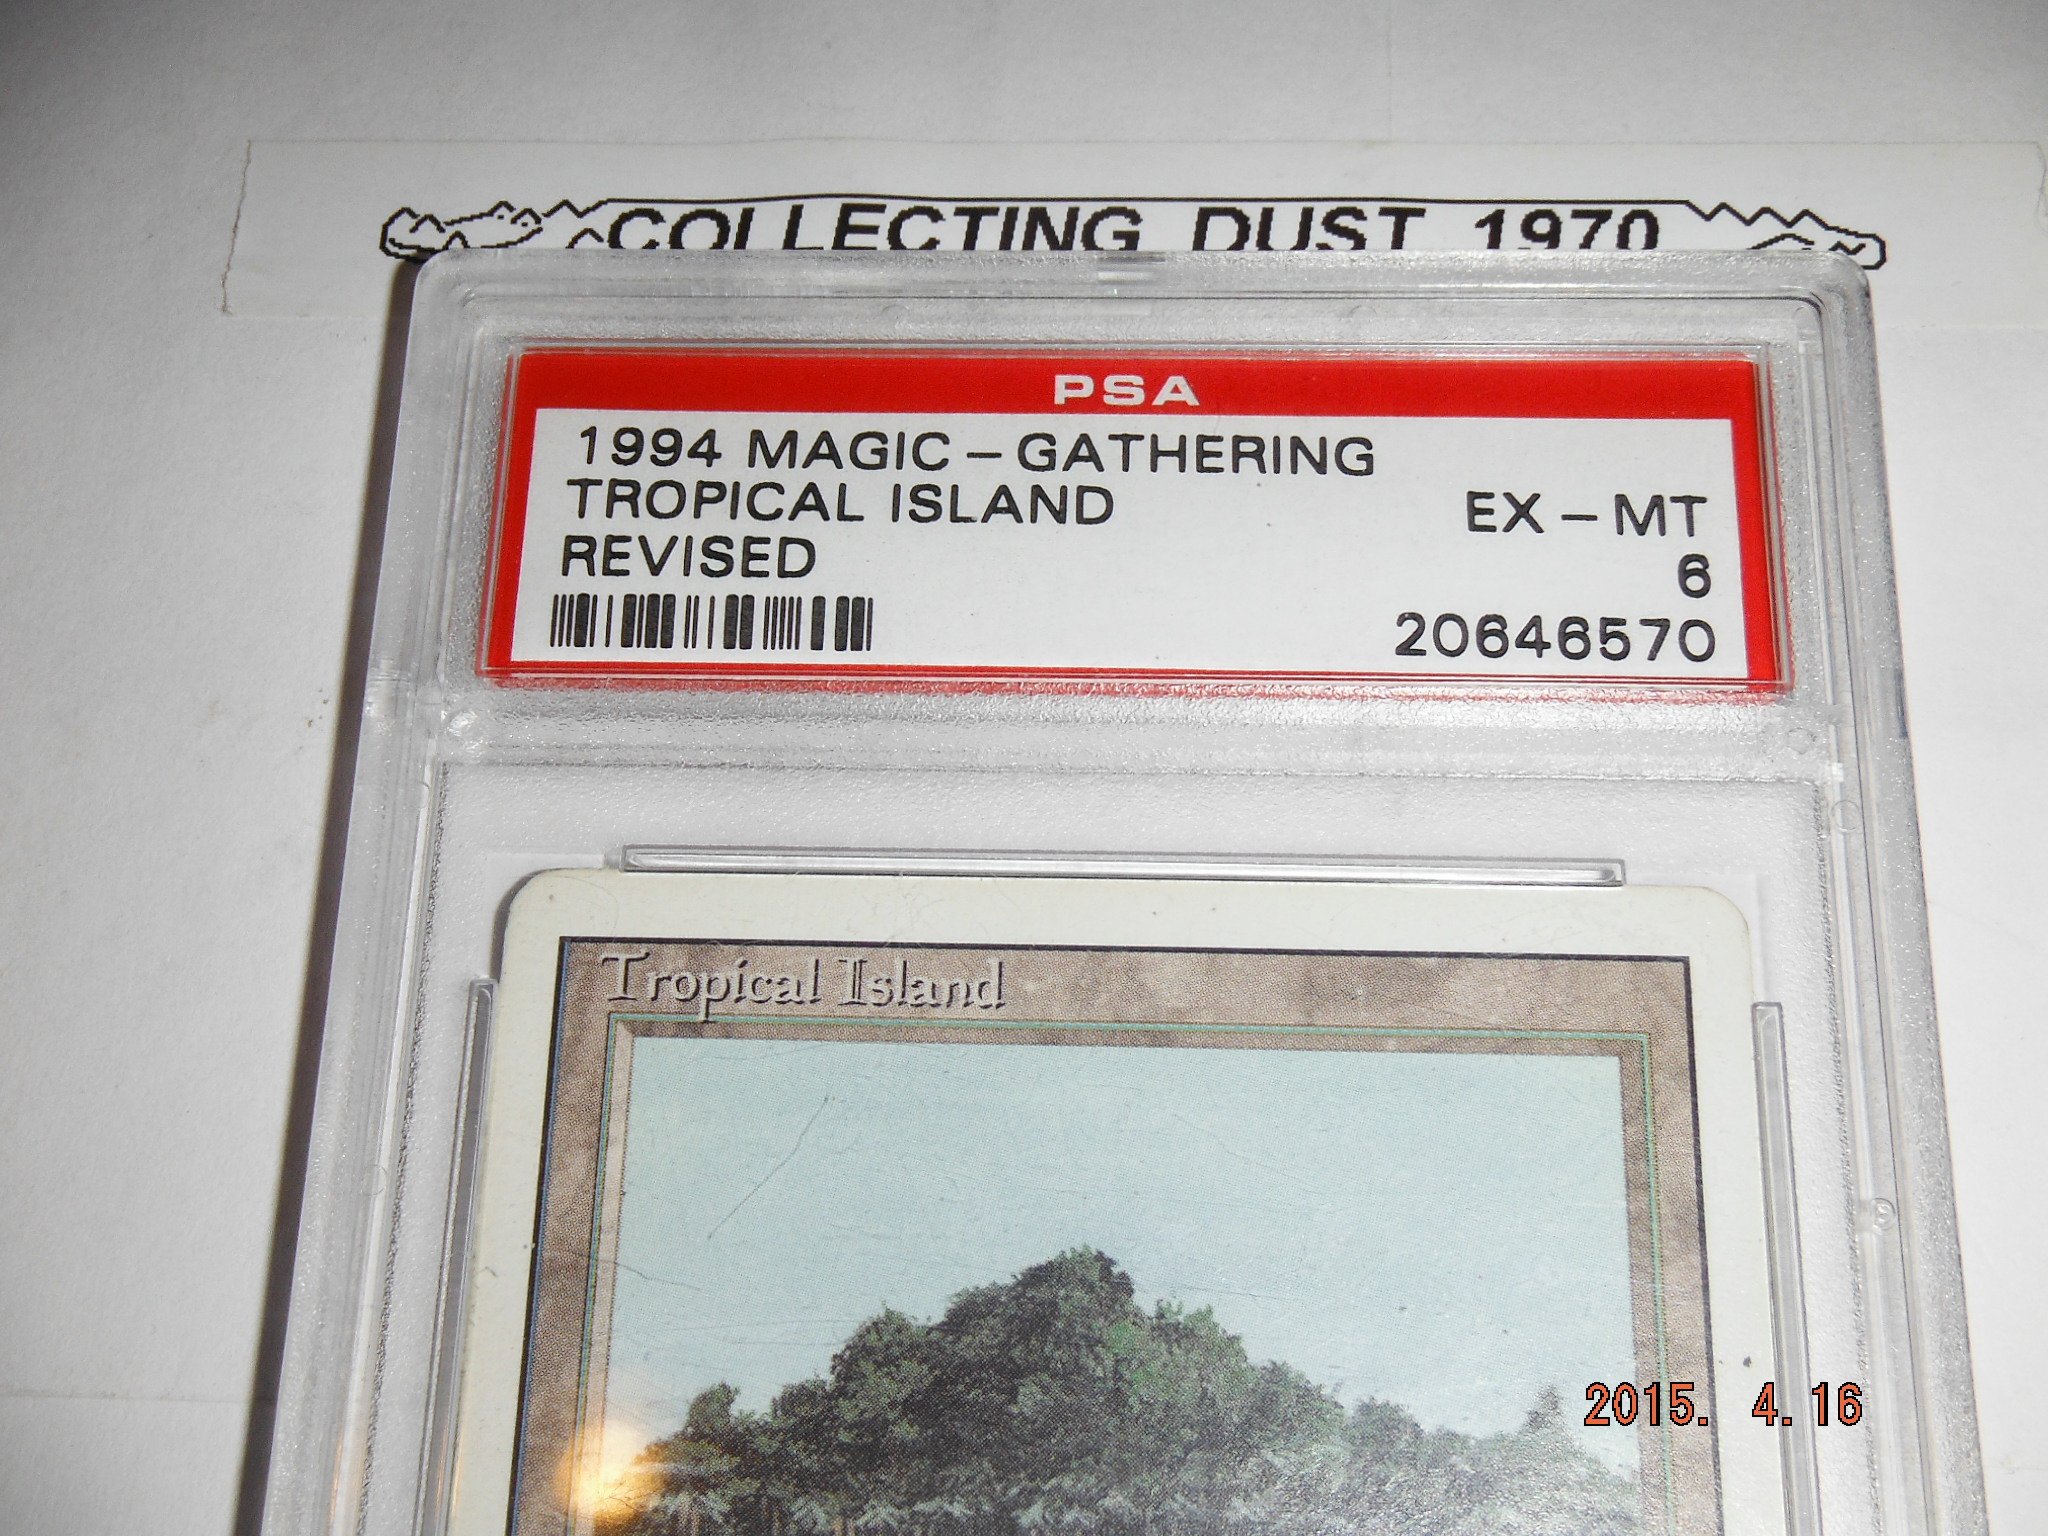 COLLECTING DUST 1970
PSA
1994 MAGIC - GATHERING
TROPICAL ISLAND
EX - MT
REVISED
6
20646570
Tropical Island
2015. 4.16